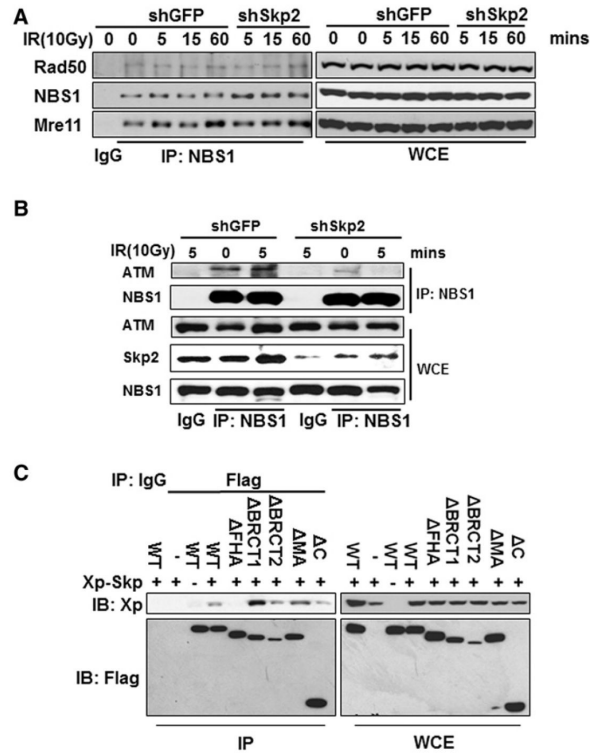 A
shGFP shSkp2 shGFP shSkp2
IR(10Gy) 0 0 5 15 60 5 15 60 0 0 5 15 60 5 15 60 mins
Rad50
NBS1
Mre11
IgG IP: NBS1 WCE
B
shGFP shSkp2
IR(10Gy) 5 0 5 5 0 5 mins
ATM
NBS1
IP: NBS1
ATM
Skp2
NBS1
WCE
IgG IP: NBS1 IgG IP: NBS1
C
IP: IgG Flag
WT - WT WT ΔFHA ΔBRCT1 ΔBRCT2 ΔMA ΔC WT - WT WT ΔFHA ΔBRCT1 ΔBRCT2 ΔMA ΔC
Xp-Skp + + - + + + + + + + + - + + + + + +
IB: Xp
IB: Flag
IP WCE